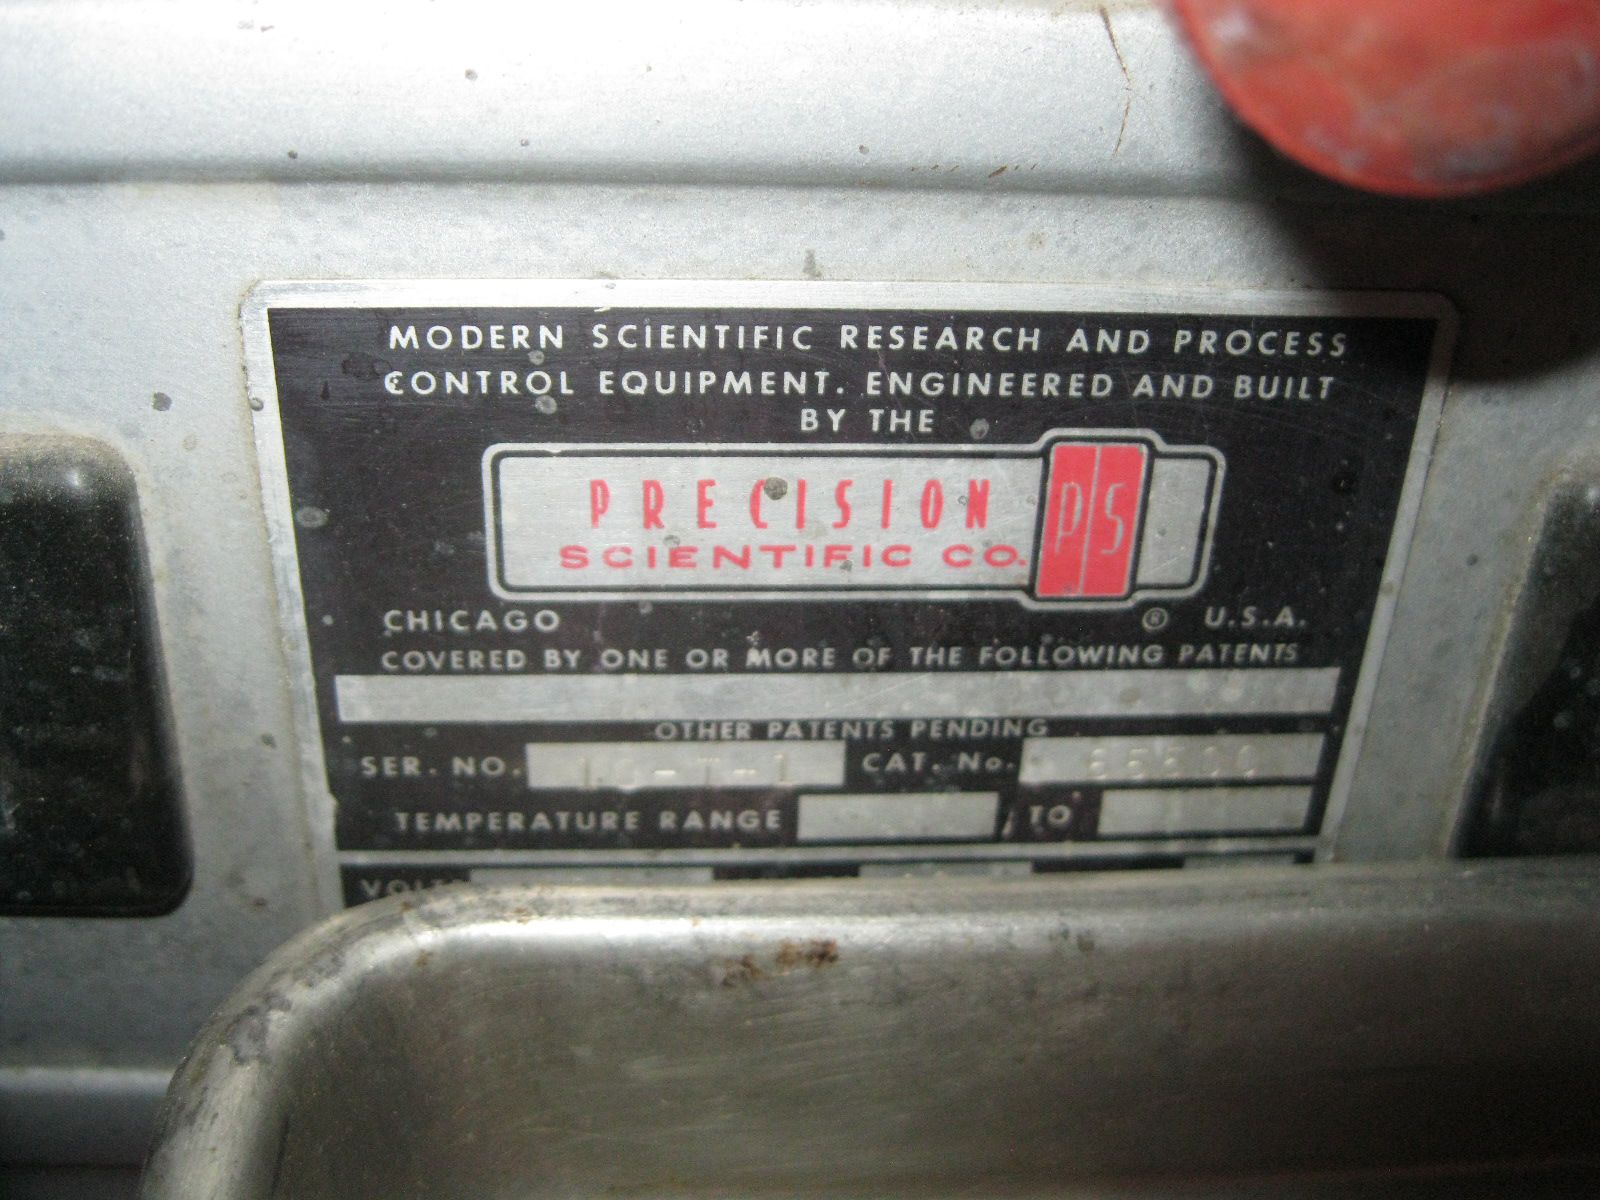 MODERN SCIENTIFIC RESEARCH AND PROCESS
CONTROL EQUIPMENT. ENGINEERED AND BUILT
BY THE
PRECISION
SCIENTIFIC CO.
PS
CHICAGO ® U.S.A.
COVERED BY ONE OR MORE OF THE FOLLOWING PATENTS
OTHER PATENTS PENDING
SER. NO. CAT. No.
TEMPERATURE RANGE TO